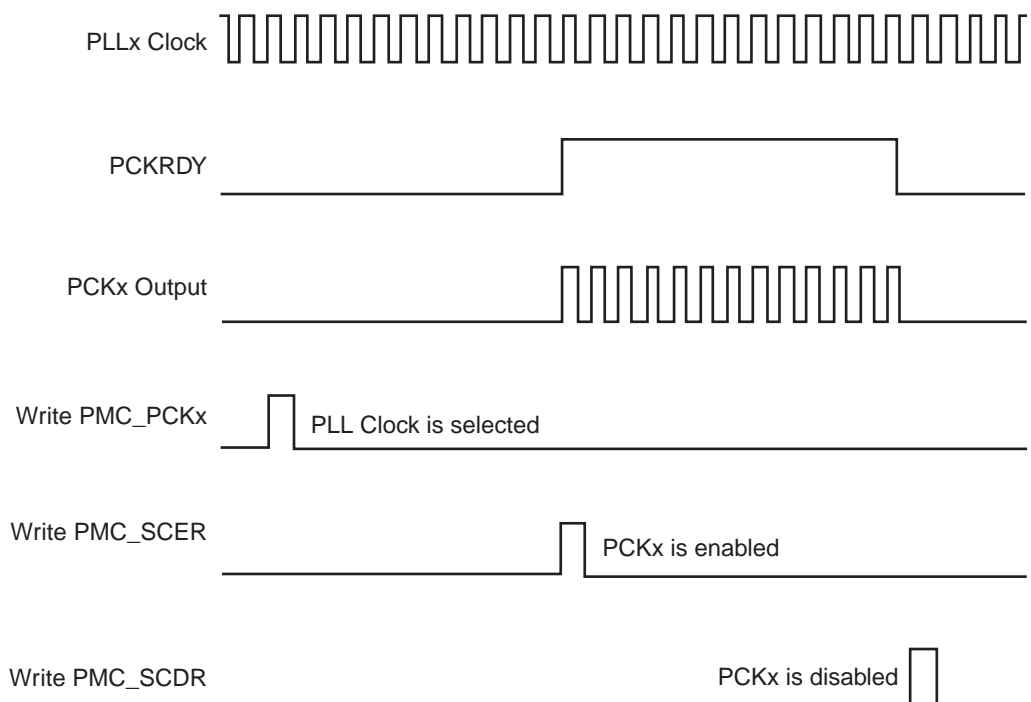 PLLx Clock
PCKRDY
PCKx Output
Write PMC_PCKx
PLL Clock is selected
Write PMC_SCER
PCKx is enabled
Write PMC_SCDR
PCKx is disabled